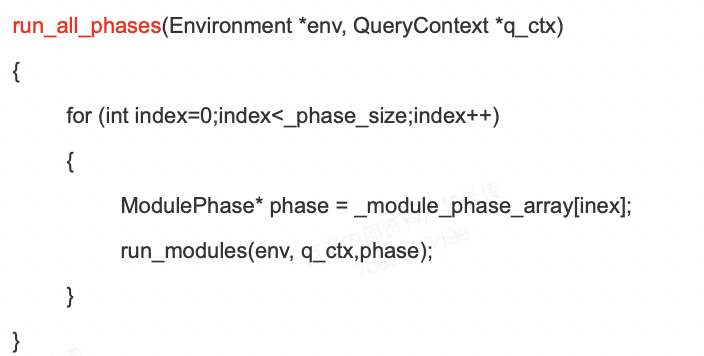 run_all_phases(Environment *env, QueryContext *q_ctx)
{
for (int index=0;index<_phase_size;index++)
{
ModulePhase* phase = _module_phase_array[inex];
run_modules(env, q_ctx,phase);
}
}